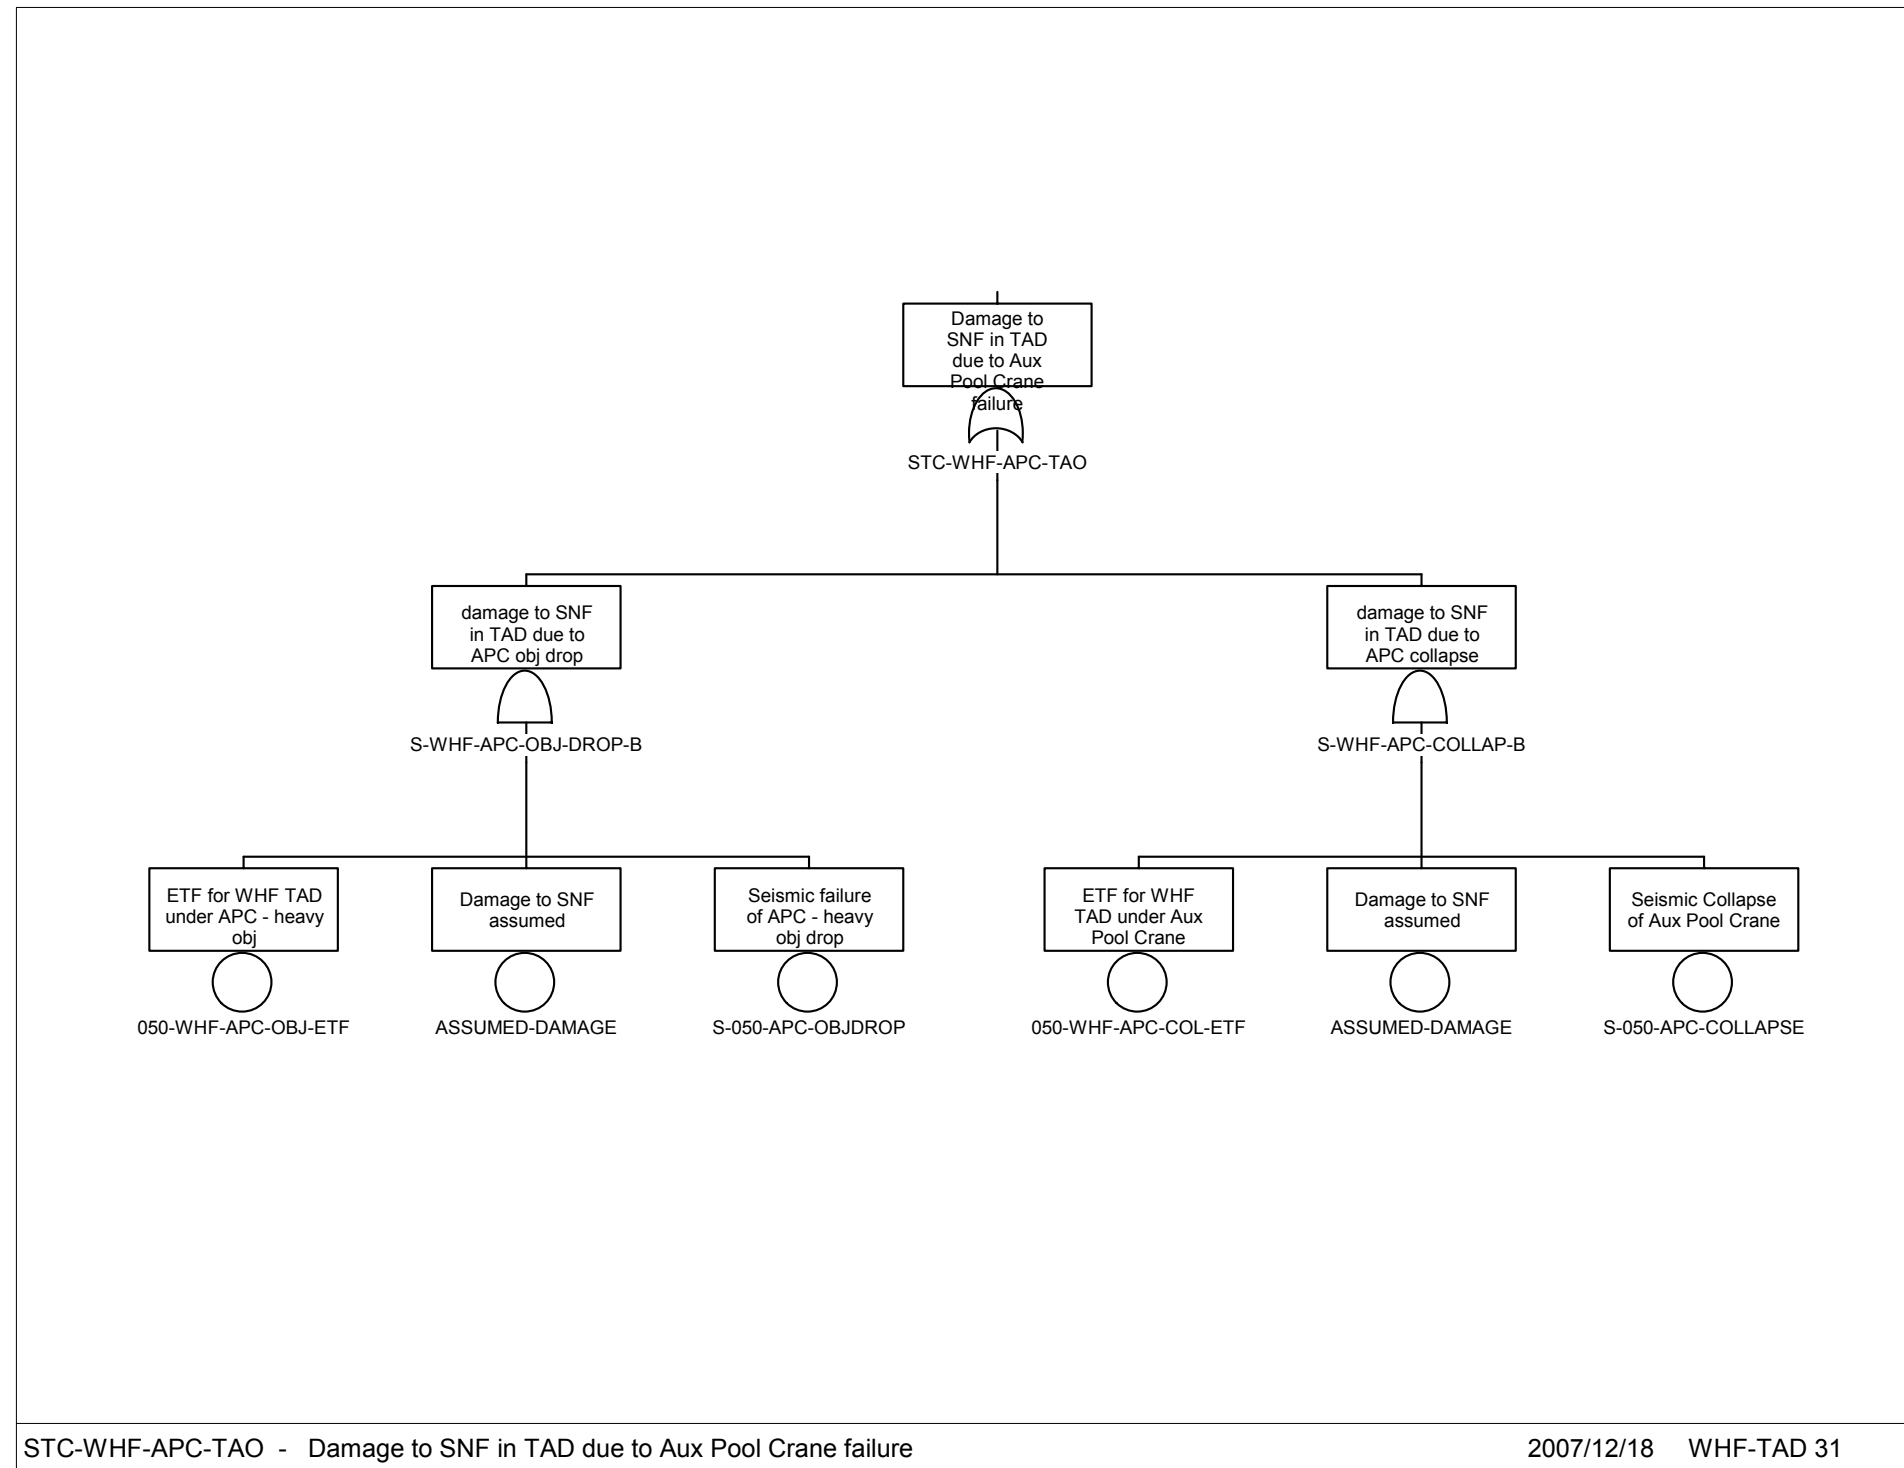 Damage to
SNF in TAD
due to Aux
Pool Crane
failure
STC-WHF-APC-TAO
damage to SNF
in TAD due to
APC obj drop
S-WHF-APC-OBJ-DROP-B
damage to SNF
in TAD due to
APC collapse
S-WHF-APC-COLLAP-B
ETF for WHF TAD
under APC - heavy
obj
050-WHF-APC-OBJ-ETF
Damage to SNF
assumed
ASSUMED-DAMAGE
Seismic failure
of APC - heavy
obj drop
S-050-APC-OBJDROP
ETF for WHF
TAD under Aux
Pool Crane
050-WHF-APC-COL-ETF
Damage to SNF
assumed
ASSUMED-DAMAGE
Seismic Collapse
of Aux Pool Crane
S-050-APC-COLLAPSE
STC-WHF-APC-TAO - Damage to SNF in TAD due to Aux Pool Crane failure
2007/12/18 WHF-TAD 31